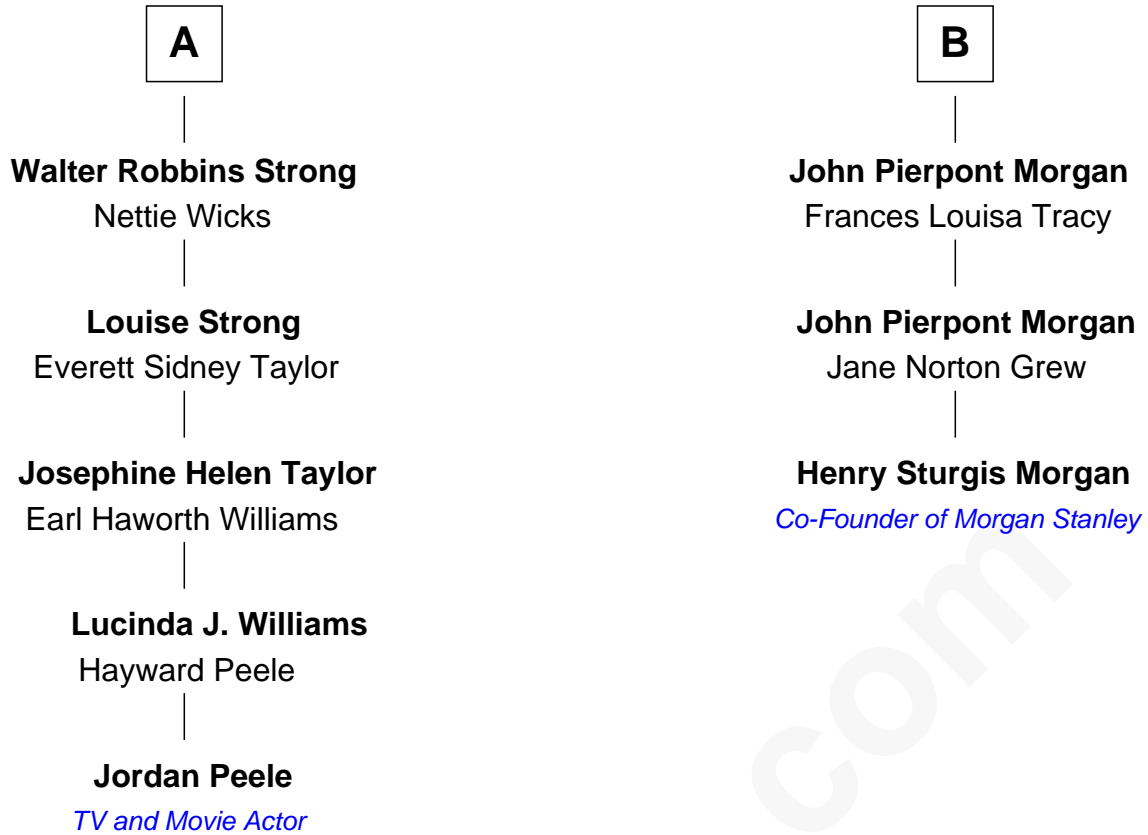 A
Walter Robbins Strong
Nettie Wicks
Louise Strong
Everett Sidney Taylor
Josephine Helen Taylor
Earl Haworth Williams
Lucinda J. Williams
Hayward Peele
Jordan Peele
TV and Movie Actor
B
John Pierpont Morgan
Frances Louisa Tracy
John Pierpont Morgan
Jane Norton Grew
Henry Sturgis Morgan
Co-Founder of Morgan Stanley
com